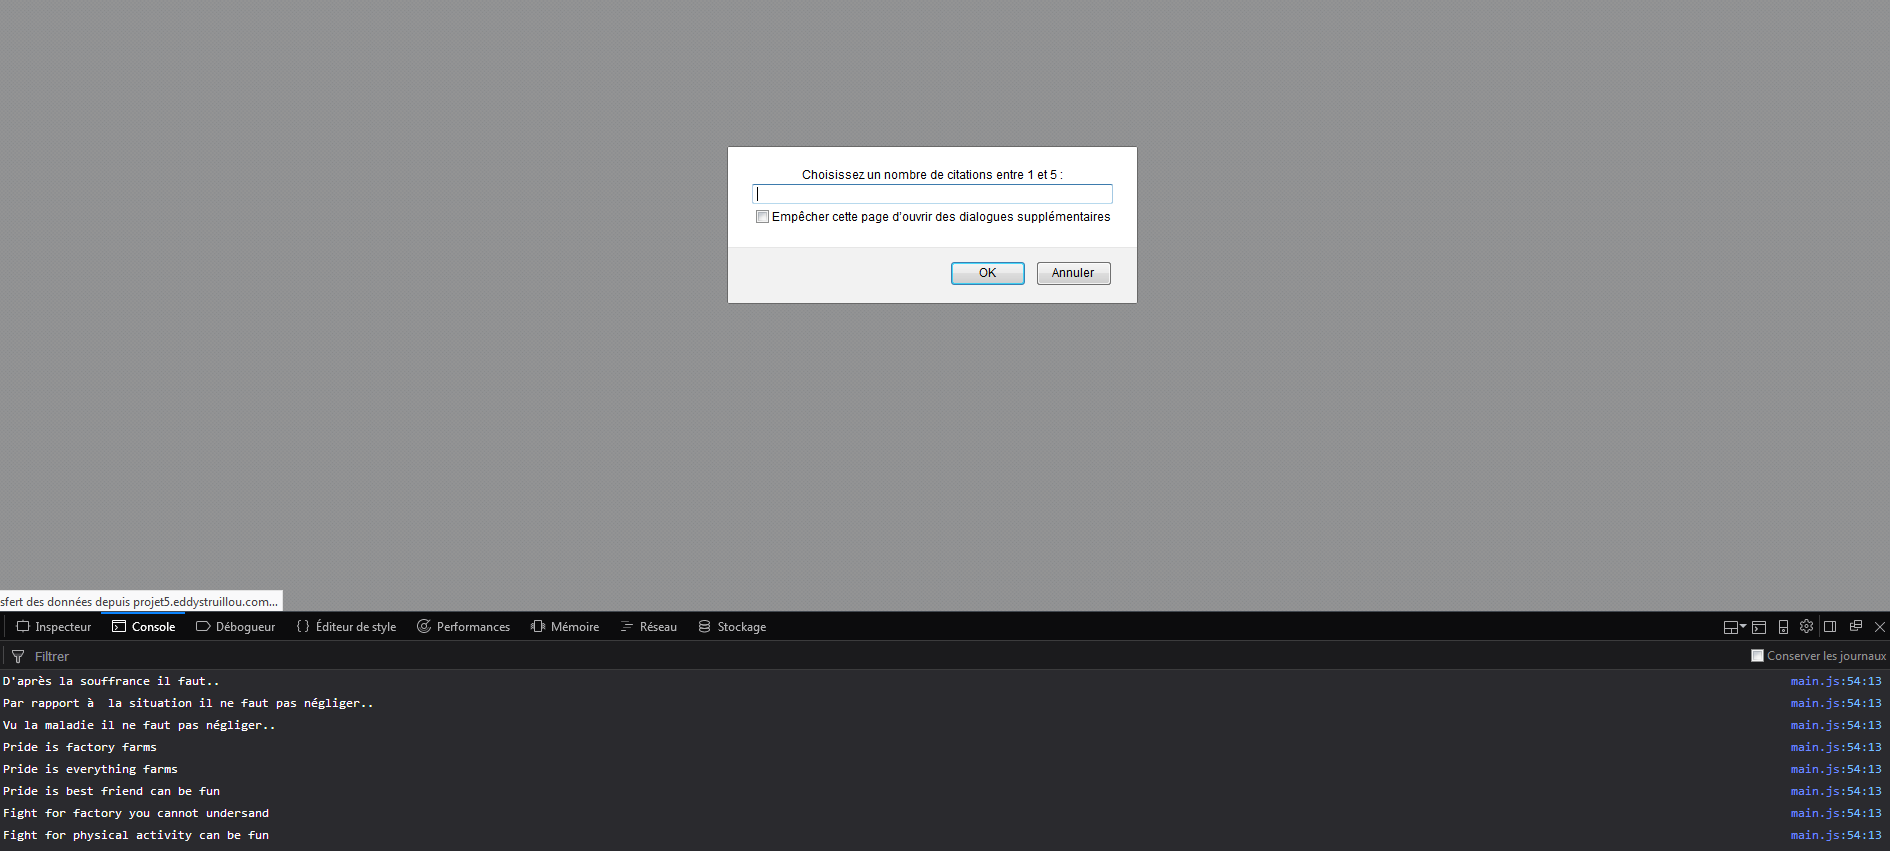 Choisissez un nombre de citations entre 1 et 5 :
Empêcher cette page d'ouvrir des dialogues supplémentaires
OK Annuler
sfert des données depuis projet5.eddystruillou.com...
Inspecteur Console Débogueur { } Éditeur de style Performances Mémoire Réseau Stockage
Filtrer Conserver les journaux
D'après la souffrance il faut.. main.js:54:13
Par rapport à  la situation il ne faut pas négliger.. main.js:54:13
Vu la maladie il ne faut pas négliger.. main.js:54:13
Pride is factory farms main.js:54:13
Pride is everything farms main.js:54:13
Pride is best friend can be fun main.js:54:13
Fight for factory you cannot undersand main.js:54:13
Fight for physical activity can be fun main.js:54:13